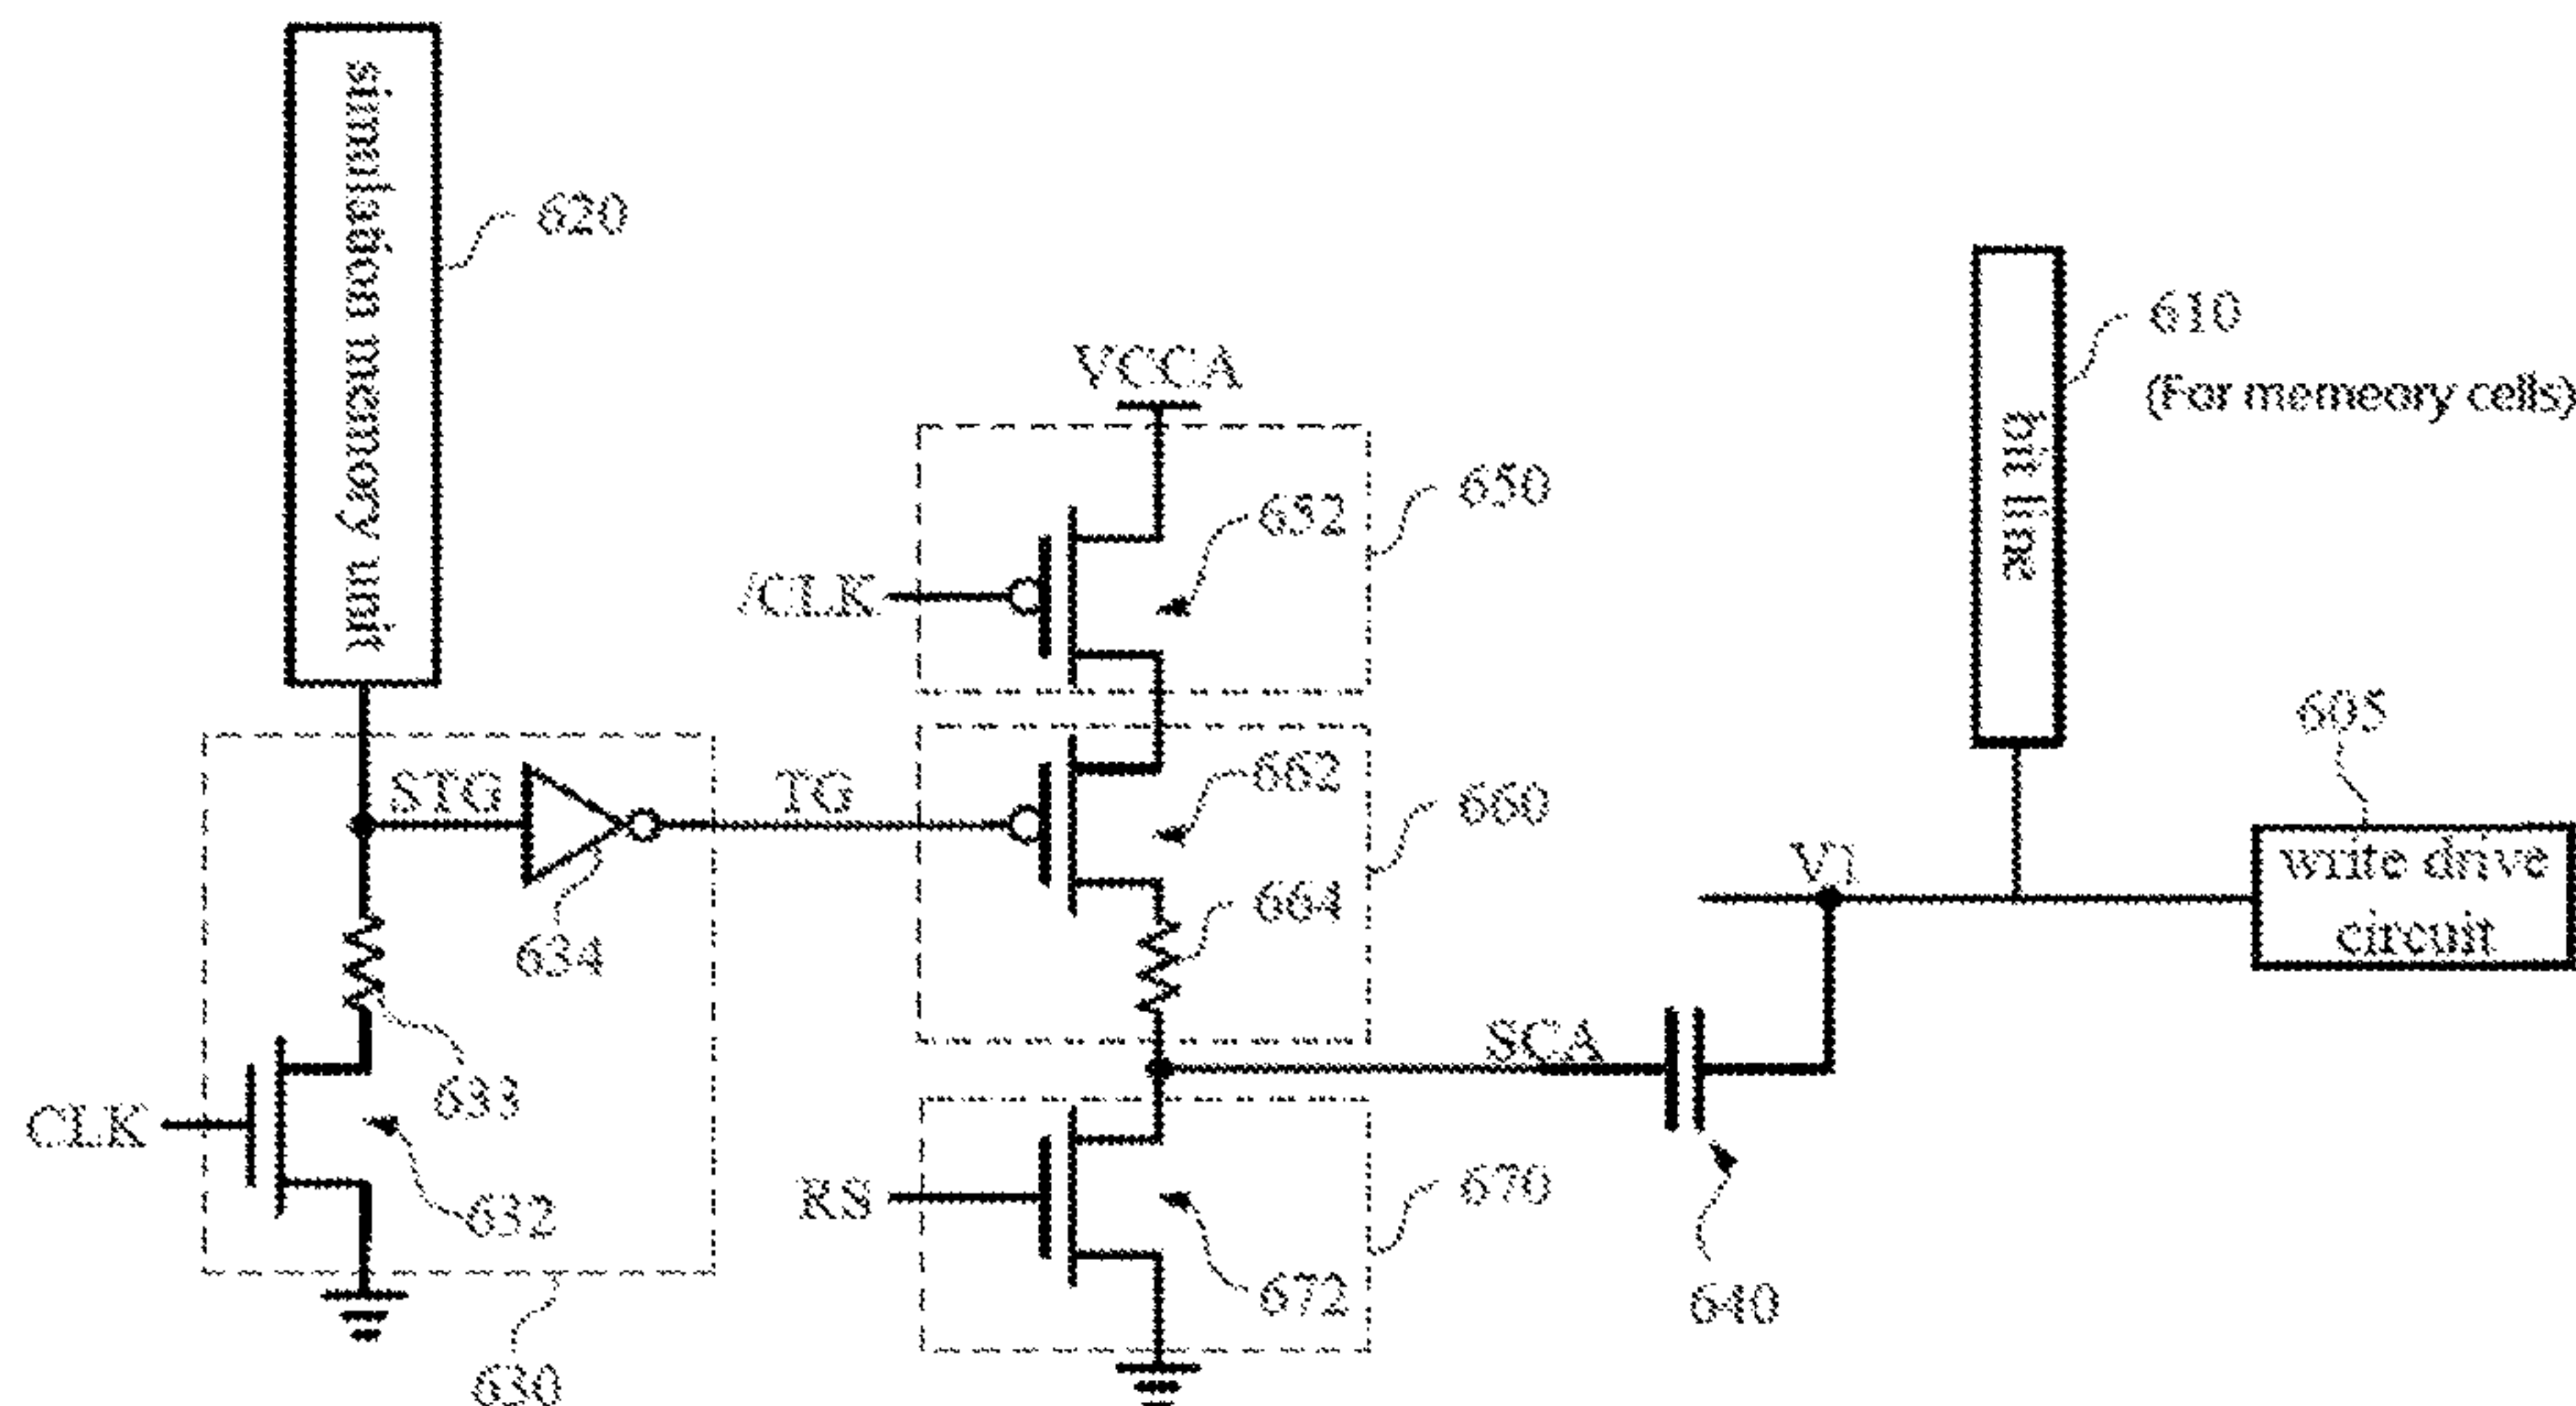 simulation memory unit
620
610
(For memeory cells)
VCCA
bit line
650
652
/CLK
605
STG
TG
662
660
V1
write drive
circuit
664
634
SCA
633
CLK
632
RS
670
672
640
630